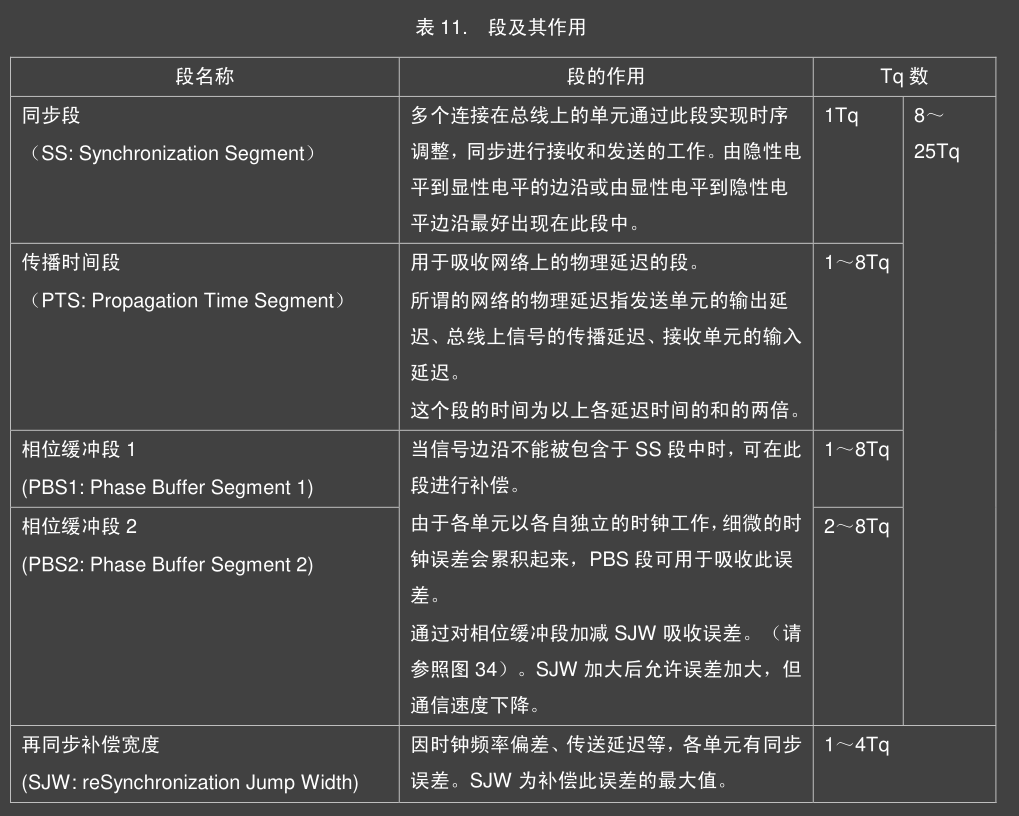 表 11. 段及其作用
段名称
段的作用
Tq 数
同步段
（SS: Synchronization Segment）
多个连接在总线上的单元通过此段实现时序
调整，同步进行接收和发送的工作。由隐性电
平到显性电平的边沿或由显性电平到隐性电
平边沿最好出现在此段中。
1Tq
8～
25Tq
传播时间段
（PTS: Propagation Time Segment）
用于吸收网络上的物理延迟的段。
所谓的网络的物理延迟指发送单元的输出延
迟、总线上信号的传播延迟、接收单元的输入
延迟。
这个段的时间为以上各延迟时间的和的两倍。
1～8Tq
相位缓冲段 1
(PBS1: Phase Buffer Segment 1)
当信号边沿不能被包含于 SS 段中时，可在此
段进行补偿。
1～8Tq
相位缓冲段 2
(PBS2: Phase Buffer Segment 2)
由于各单元以各自独立的时钟工作，细微的时
钟误差会累积起来，PBS 段可用于吸收此误
差。
通过对相位缓冲段加减 SJW 吸收误差。（请
参照图 34）。SJW 加大后允许误差加大，但
通信速度下降。
2～8Tq
再同步补偿宽度
(SJW: reSynchronization Jump Width)
因时钟频率偏差、传送延迟等，各单元有同步
误差。SJW 为补偿此误差的最大值。
1～4Tq